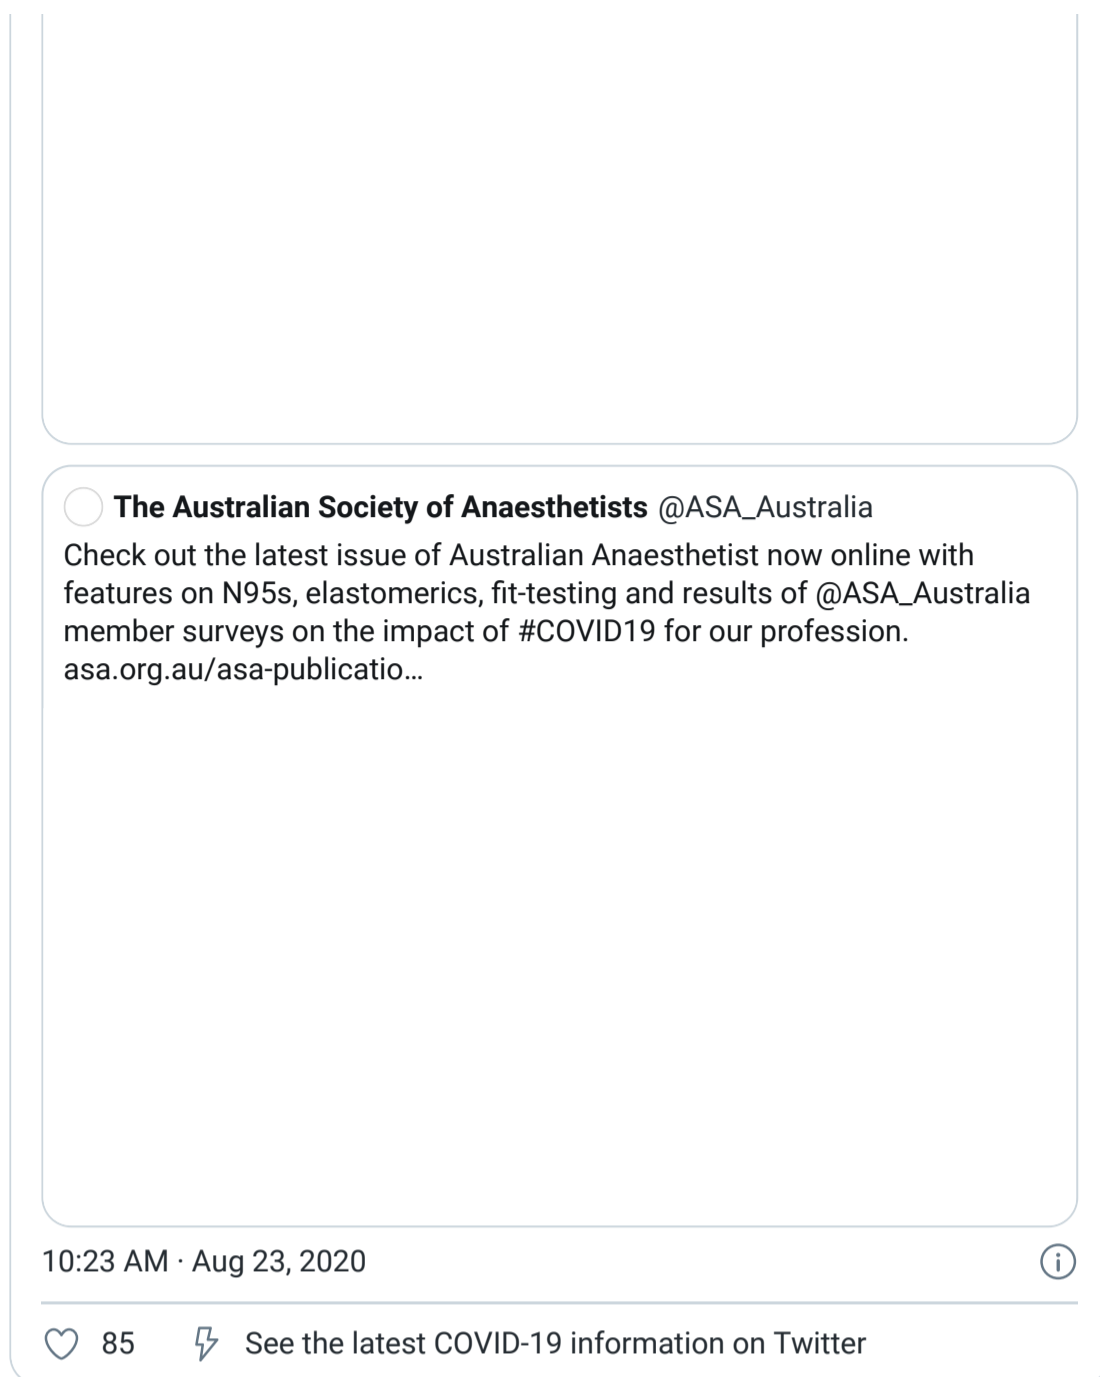 The Australian Society of Anaesthetists @ASA_Australia
Check out the latest issue of Australian Anaesthetist now online with
features on N95s, elastomerics, fit-testing and results of @ASA_Australia
member surveys on the impact of #COVID19 for our profession.
asa.org.au/asa-publicatio…
10:23 AM · Aug 23, 2020
85 See the latest COVID-19 information on Twitter